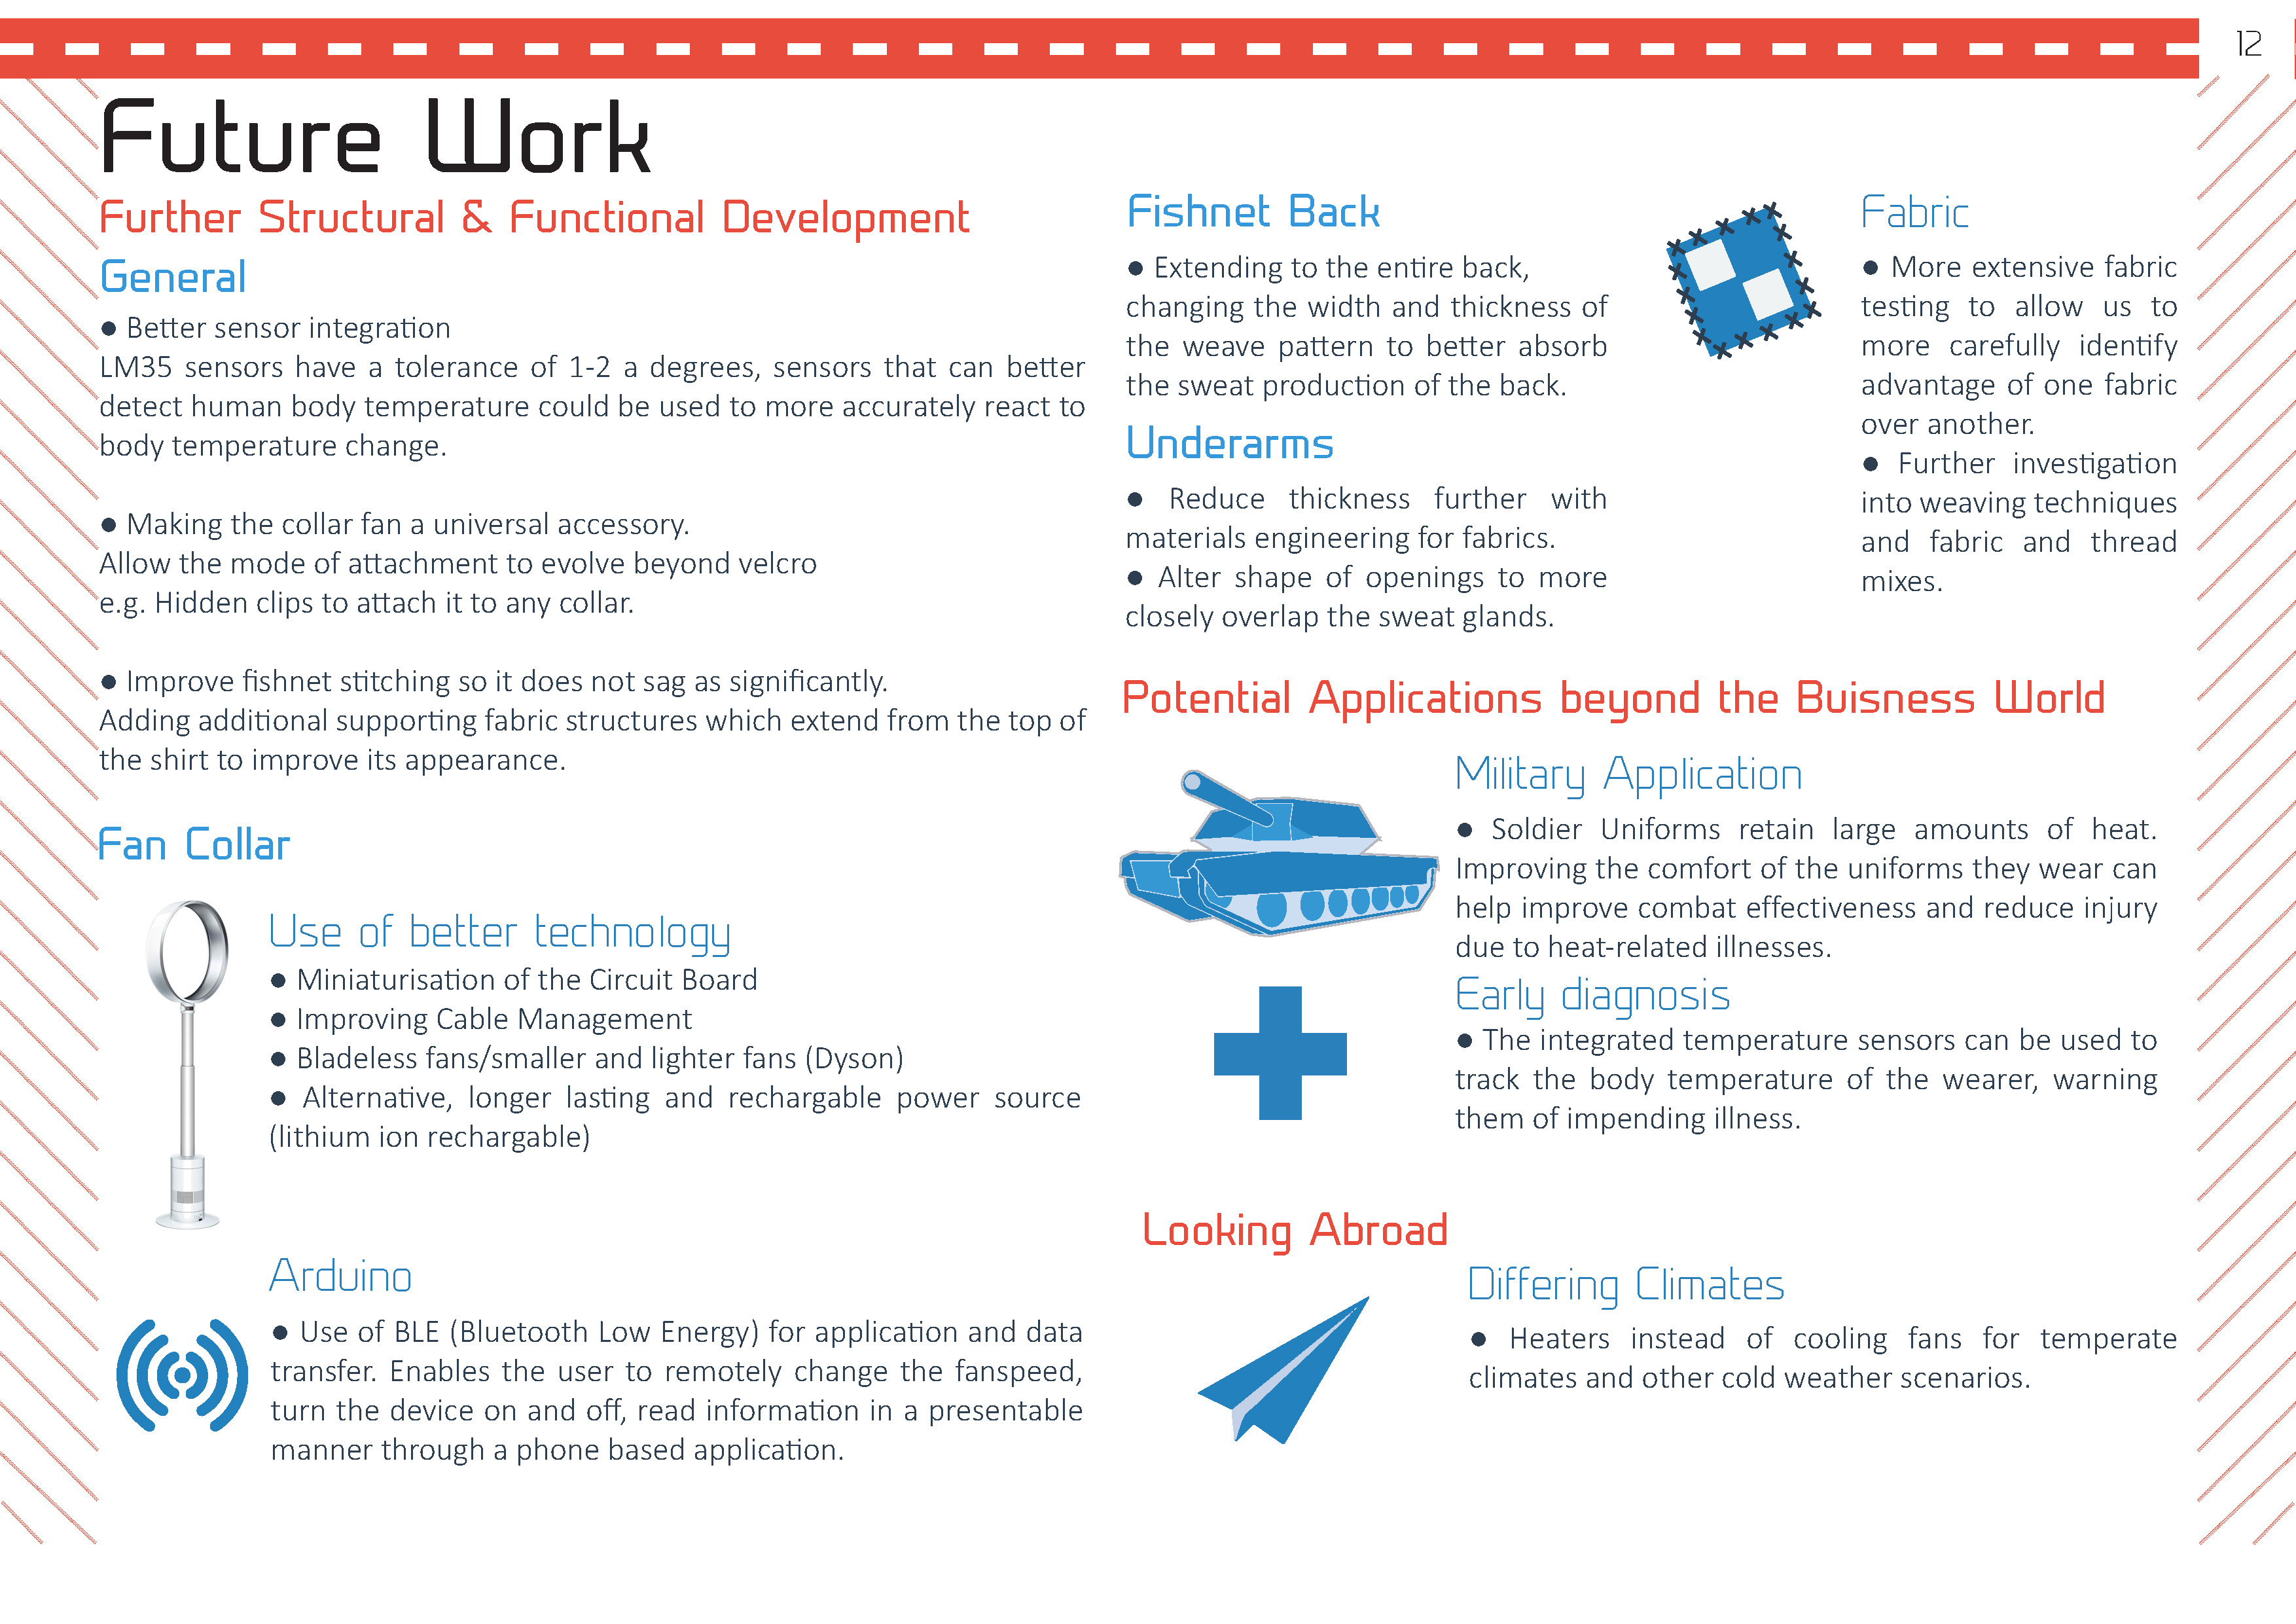 12
Future Work
Further Structural & Functional Development
General
● Better sensor integration
LM35 sensors have a tolerance of 1-2 a degrees, sensors that can better
detect human body temperature could be used to more accurately react to
body temperature change.
● Making the collar fan a universal accessory.
Allow the mode of attachment to evolve beyond velcro
e.g. Hidden clips to attach it to any collar.
● Improve fishnet stitching so it does not sag as significantly.
Adding additional supporting fabric structures which extend from the top of
the shirt to improve its appearance.
Fan Collar
Use of better technology
● Miniaturisation of the Circuit Board
● Improving Cable Management
● Bladeless fans/smaller and lighter fans (Dyson)
● Alternative, longer lasting and rechargable power source
(lithium ion rechargable)
Arduino
● Use of BLE (Bluetooth Low Energy) for application and data
transfer. Enables the user to remotely change the fanspeed,
turn the device on and off, read information in a presentable
manner through a phone based application.
Fishnet Back
● Extending to the entire back,
changing the width and thickness of
the weave pattern to better absorb
the sweat production of the back.
Underarms
● Reduce thickness further with
materials engineering for fabrics.
● Alter shape of openings to more
closely overlap the sweat glands.
Fabric
● More extensive fabric
testing to allow us to
more carefully identify
advantage of one fabric
over another.
● Further investigation
into weaving techniques
and fabric and thread
mixes.
Potential Applications beyond the Buisness World
Military Application
● Soldier Uniforms retain large amounts of heat.
Improving the comfort of the uniforms they wear can
help improve combat effectiveness and reduce injury
due to heat-related illnesses.
Early diagnosis
● The integrated temperature sensors can be used to
track the body temperature of the wearer, warning
them of impending illness.
Looking Abroad
Differing Climates
● Heaters instead of cooling fans for temperate
climates and other cold weather scenarios.